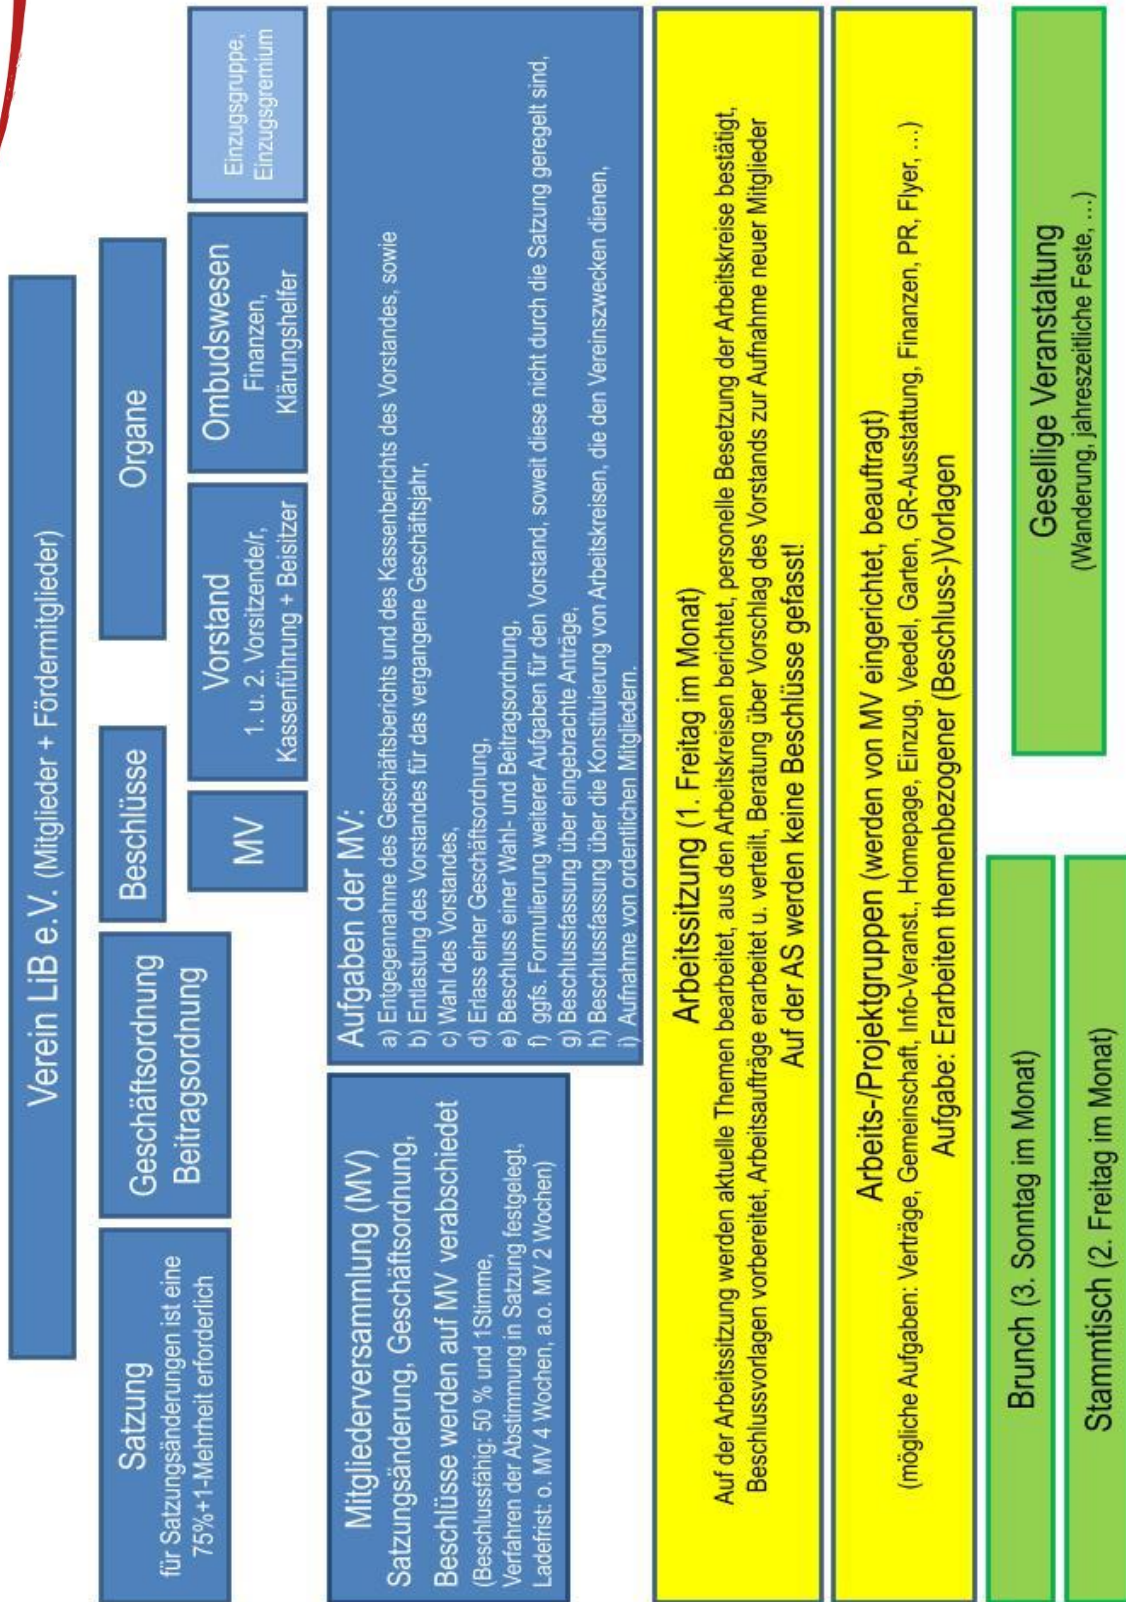 Verein LiB e.V. (Mitglieder + Fördermitglieder)
Satzung
für Satzungsänderungen ist eine
75%+1-Mehrheit erforderlich
Geschäftsordnung
Beitragsordnung
Beschlüsse
Organe
MV
Vorstand
1. u. 2. Vorsitzende/r,
Kassenführung + Beisitzer
Ombudswesen
Finanzen,
Klärungshelfer
Einzugsgruppe,
Einzugsgremium
Mitgliederversammlung (MV)
Satzungsänderung, Geschäftsordnung,
Beschlüsse werden auf MV verabschiedet
(Beschlussfähig: 50 % und 1Stimme,
Verfahren der Abstimmung in Satzung festgelegt,
Ladefrist: o. MV 4 Wochen, a.o. MV 2 Wochen)
Aufgaben der MV:
a) Entgegennahme des Geschäftsberichts und des Kassenberichts des Vorstandes, sowie
b) Entlastung des Vorstandes für das vergangene Geschäftsjahr,
c) Wahl des Vorstandes,
d) Erlass einer Geschäftsordnung,
e) Beschluss einer Wahl- und Beitragsordnung,
f) ggfs. Formulierung weiterer Aufgaben für den Vorstand, soweit diese nicht durch die Satzung geregelt sind,
g) Beschlussfassung über eingebrachte Anträge,
h) Beschlussfassung über die Konstituierung von Arbeitskreisen, die den Vereinszwecken dienen,
i) Aufnahme von ordentlichen Mitgliedern.
Arbeitssitzung (1. Freitag im Monat)
Auf der Arbeitssitzung werden aktuelle Themen bearbeitet, aus den Arbeitskreisen berichtet, personelle Besetzung der Arbeitskreise bestätigt,
Beschlussvorlagen vorbereitet, Arbeitsaufträge erarbeitet u. verteilt, Beratung über Vorschlag des Vorstands zur Aufnahme neuer Mitglieder
Auf der AS werden keine Beschlüsse gefasst!
Arbeits-/Projektgruppen (werden von MV eingerichtet, beauftragt)
(mögliche Aufgaben: Verträge, Gemeinschaft, Info-Veranst., Homepage, Einzug, Veedel, Garten, GR-Ausstattung, Finanzen, PR, Flyer, …)
Aufgabe: Erarbeiten themenbezogener (Beschluss-)Vorlagen
Brunch (3. Sonntag im Monat)
Stammtisch (2. Freitag im Monat)
Gesellige Veranstaltung
(Wanderung, jahreszeitliche Feste, …)